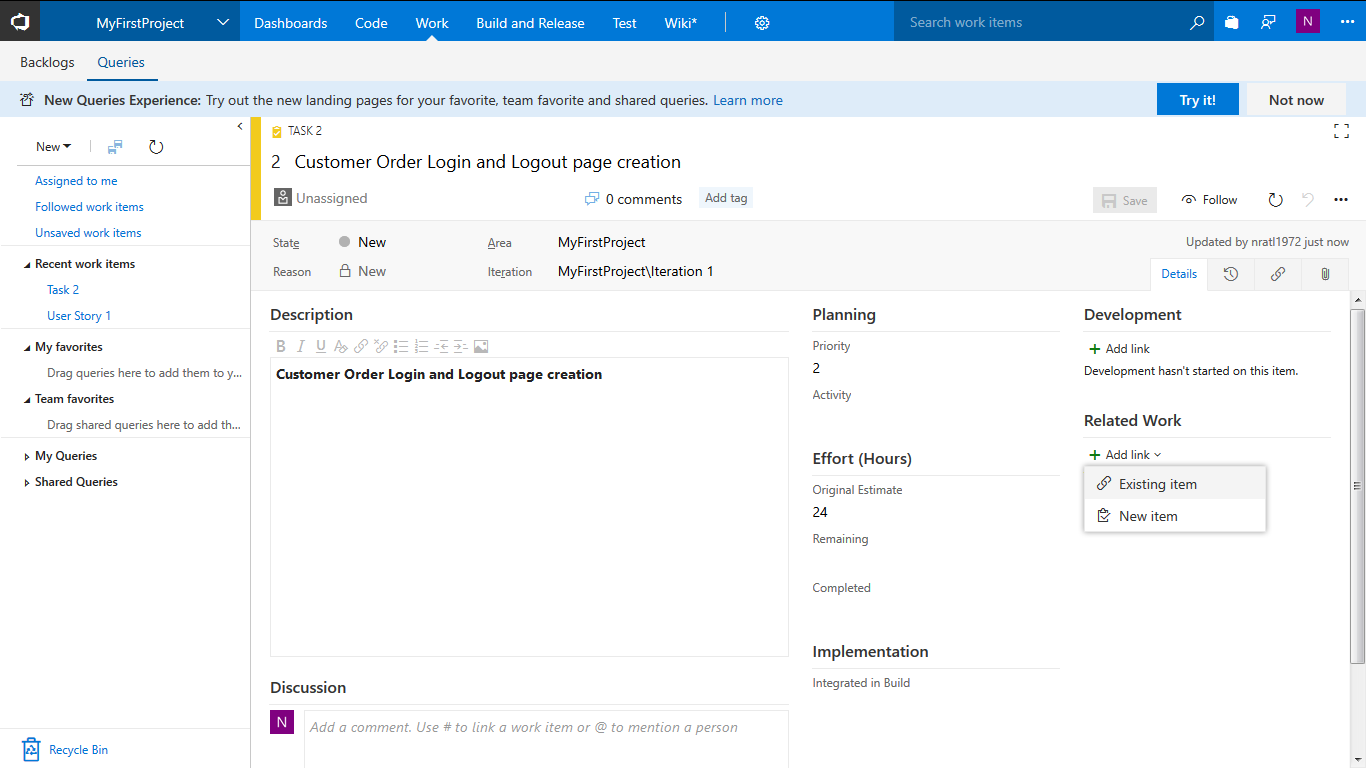 MyFirstProject Dashboards Code Work Build and Release Test Wiki* Search work items N
Backlogs Queries
New Queries Experience: Try out the new landing pages for your favorite, team favorite and shared queries. Learn more Try it! Not now
New
Assigned to me
Followed work items
Unsaved work items
Recent work items
Task 2
User Story 1
My favorites
Drag queries here to add them to y...
Team favorites
Drag shared queries here to add th...
My Queries
Shared Queries
Recycle Bin
TASK 2
2 Customer Order Login and Logout page creation
Unassigned 0 comments Add tag Save Follow
State New Area MyFirstProject Updated by nratl1972 just now
Reason New Iteration MyFirstProject\Iteration 1
Details
Description
B I U
Customer Order Login and Logout page creation
Discussion
N Add a comment. Use # to link a work item or @ to mention a person
Planning
Priority
2
Activity
Effort (Hours)
Original Estimate
24
Remaining
Completed
Implementation
Integrated in Build
Development
+ Add link
Development hasn't started on this item.
Related Work
+ Add link
Existing item
New item